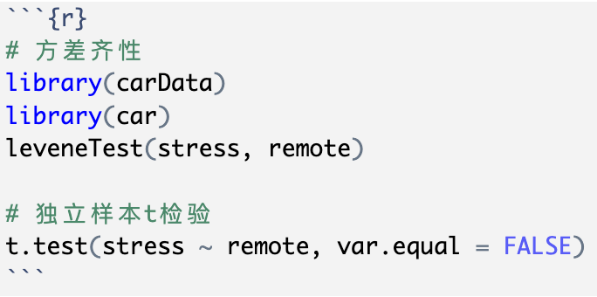 ```{r}
# 方差齐性
library(carData)
library(car)
leveneTest(stress, remote)
# 独立样本t检验
t.test(stress ~ remote, var.equal = FALSE)
```